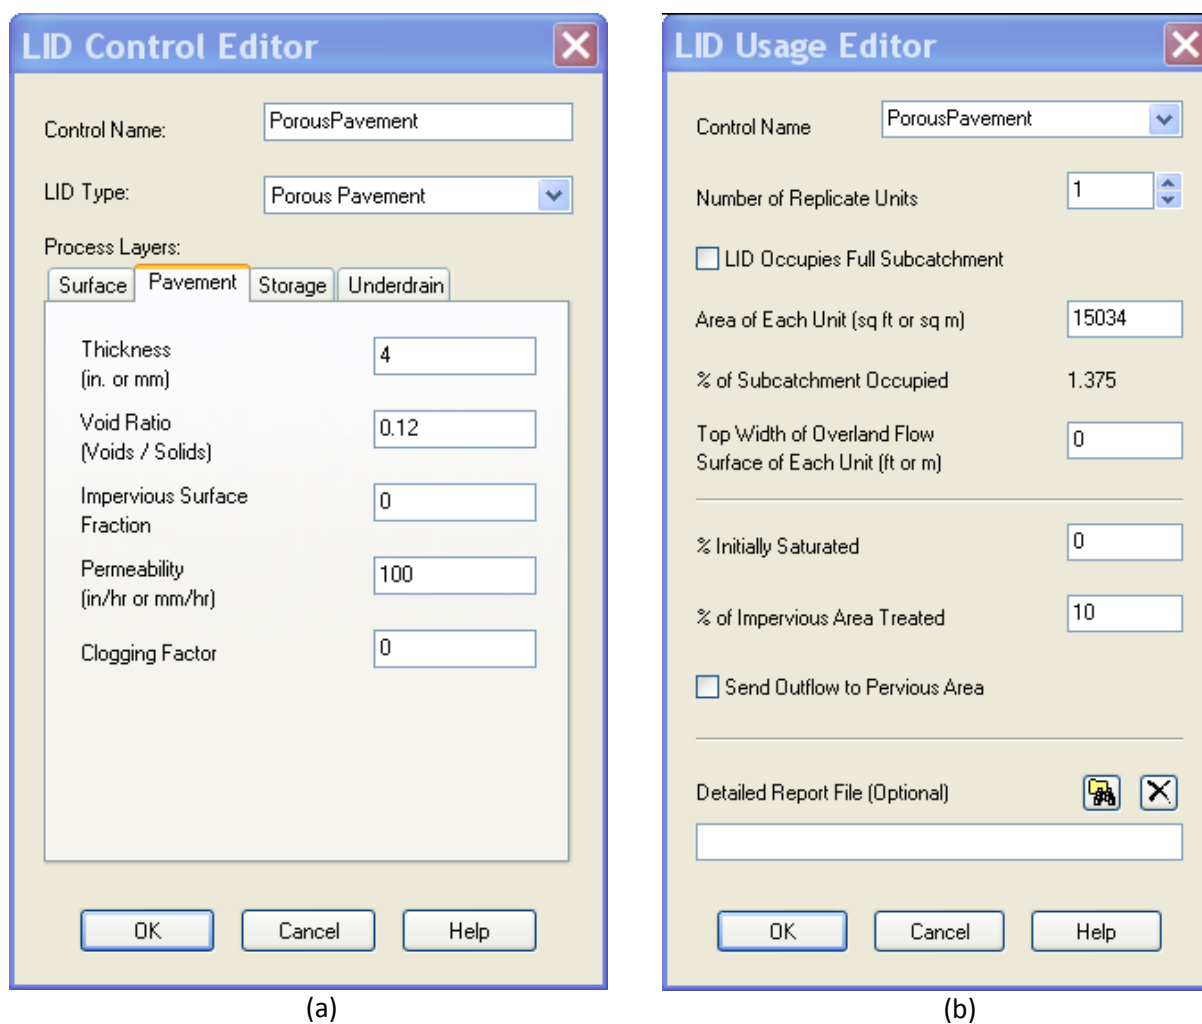 LID Control Editor
Control Name:
PorousPavement
LID Type:
Porous Pavement
Process Layers:
Surface
Pavement
Storage
Underdrain
Thickness
(in. or mm)
4
Void Ratio
(Voids / Solids)
0.12
Impervious Surface
Fraction
0
Permeability
(in/hr or mm/hr)
100
Clogging Factor
0
OK
Cancel
Help
(a)
LID Usage Editor
Control Name
PorousPavement
Number of Replicate Units
1
LID Occupies Full Subcatchment
Area of Each Unit (sq ft or sq m)
15034
% of Subcatchment Occupied
1.375
Top Width of Overland Flow
Surface of Each Unit (ft or m)
0
% Initially Saturated
0
% of Impervious Area Treated
10
Send Outflow to Pervious Area
Detailed Report File (Optional)
OK
Cancel
Help
(b)